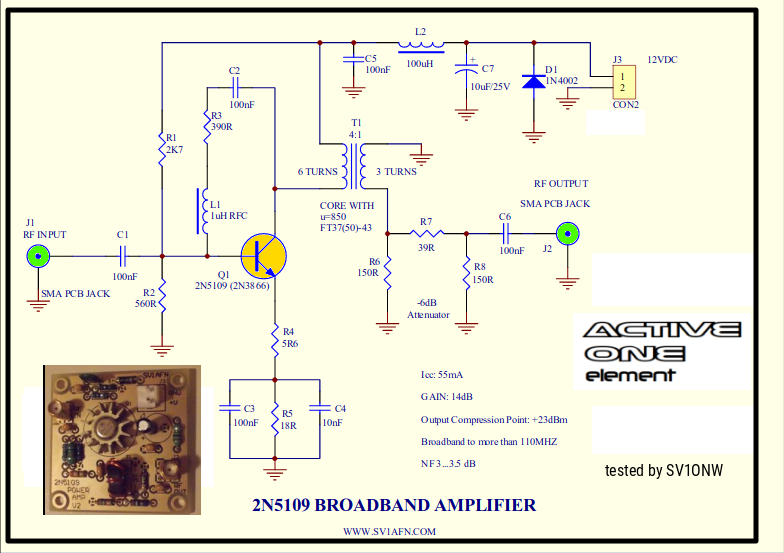 L2
100uH
C5
100nF
+
C7
10uF/25V
D1
1N4002
J3
12VDC
1
2
CON2
C2
100nF
R3
390R
R1
2K7
T1
4:1
6 TURNS
3 TURNS
L1
1uH RFC
CORE WITH
u=850
FT37(50)-43
RF OUTPUT
SMA PCB JACK
J1
RF INPUT
C1
100nF
SMA PCB JACK
R2
560R
Q1
2N5109 (2N3866)
R7
39R
C6
100nF
J2
R6
150R
R8
150R
-6dB
Attenuator
R4
5R6
C3
100nF
R5
18R
C4
10nF
Icc: 55mA
GAIN: 14dB
Output Compression Point: +23dBm
Broadband to more than 110MHZ
NF 3...3.5 dB
ACTIVE
ONE
element
tested by SV1ONW
SV1AFN
2N5109
POWER
AMP
V2
2N5109 BROADBAND AMPLIFIER
WWW.SV1AFN.COM